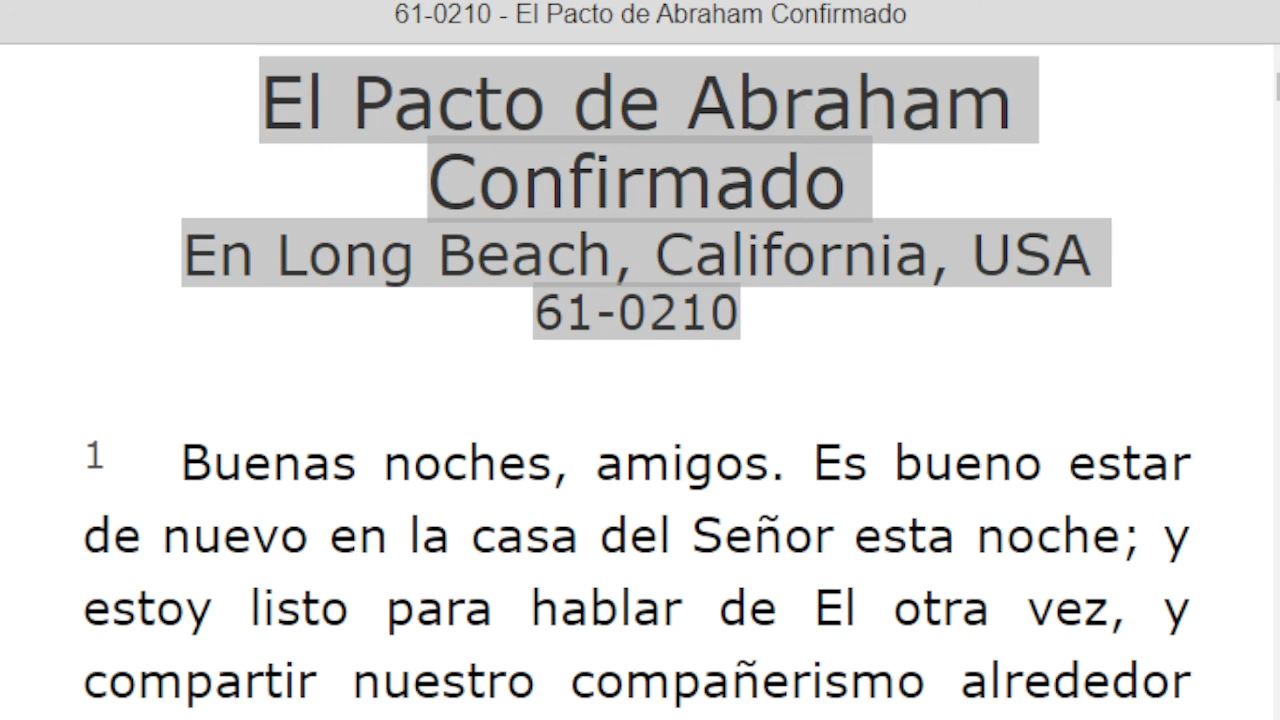 61-0210 - El Pacto de Abraham Confirmado
El Pacto de Abraham
Confirmado
En Long Beach, California, USA
61-0210
1 Buenas noches, amigos. Es bueno estar
de nuevo en la casa del Señor esta noche; y
estoy listo para hablar de El otra vez, y
compartir nuestro compañerismo alrededor